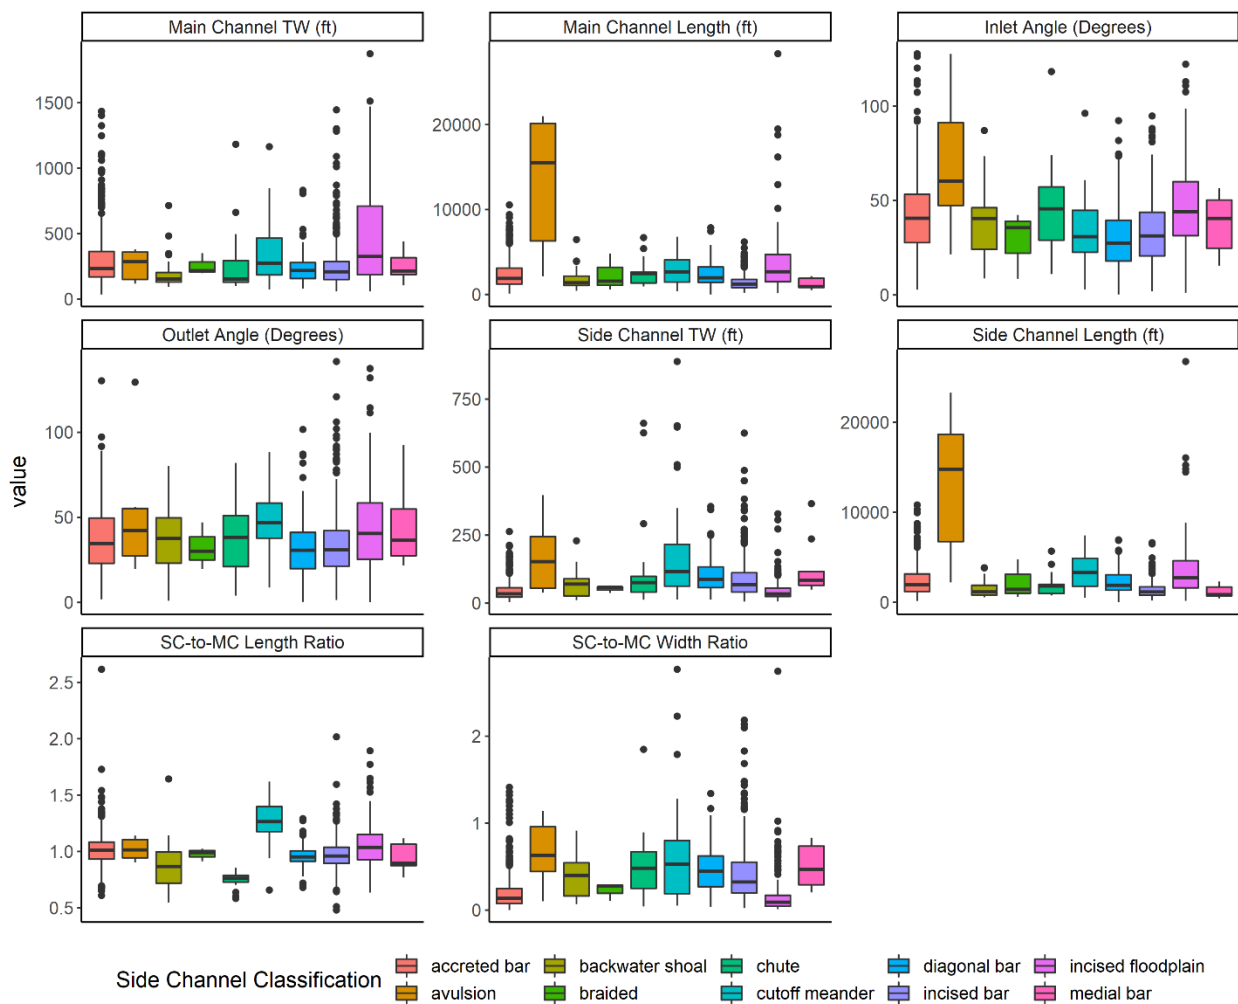 Main Channel TW (ft)
Main Channel Length (ft)
Inlet Angle (Degrees)
1500
1000
500
0
20000
10000
0
100
50
0
Outlet Angle (Degrees)
Side Channel TW (ft)
Side Channel Length (ft)
100
50
0
750
500
250
0
20000
10000
0
value
SC-to-MC Length Ratio
SC-to-MC Width Ratio
2.5
2.0
1.5
1.0
0.5
2
1
0
Side Channel Classification
accreted bar
backwater shoal
chute
diagonal bar
incised floodplain
avulsion
braided
cutoff meander
incised bar
medial bar